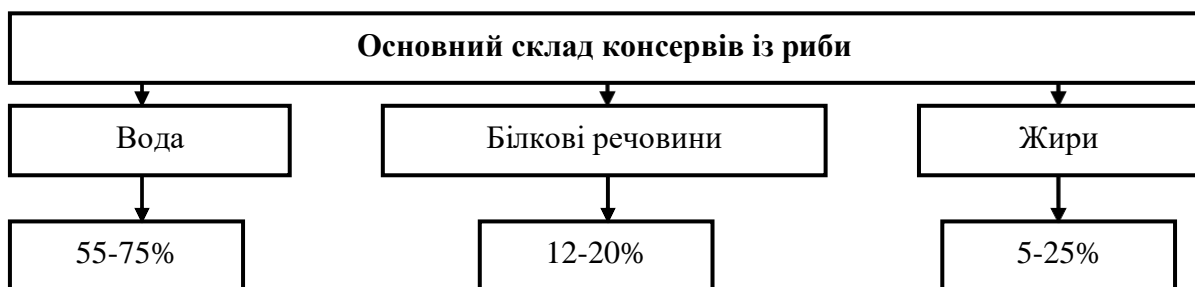 Основний склад консервів із риби
Вода
Білкові речовини
Жири
55-75%
12-20%
5-25%